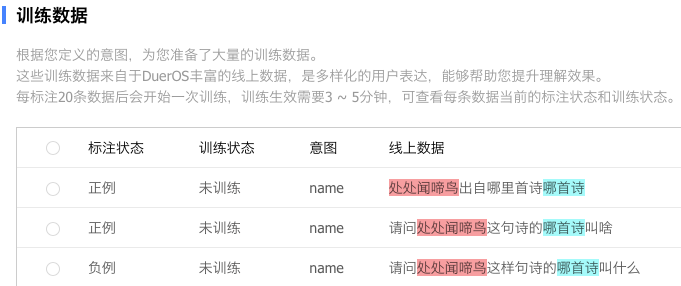 训练数据
根据您定义的意图，为您准备了大量的训练数据。
这些训练数据来自于DuerOS丰富的线上数据，是多样化的用户表达，能够帮助您提升理解效果。
每标注20条数据后会开始一次训练，训练生效需要3 ~ 5分钟，可查看每条数据当前的标注状态和训练状态。
标注状态 训练状态 意图 线上数据
正例 未训练 name 处处闻啼鸟出自哪里首诗哪首诗
正例 未训练 name 请问处处闻啼鸟这句诗的哪首诗叫啥
负例 未训练 name 请问处处闻啼鸟这样句诗的哪首诗叫什么